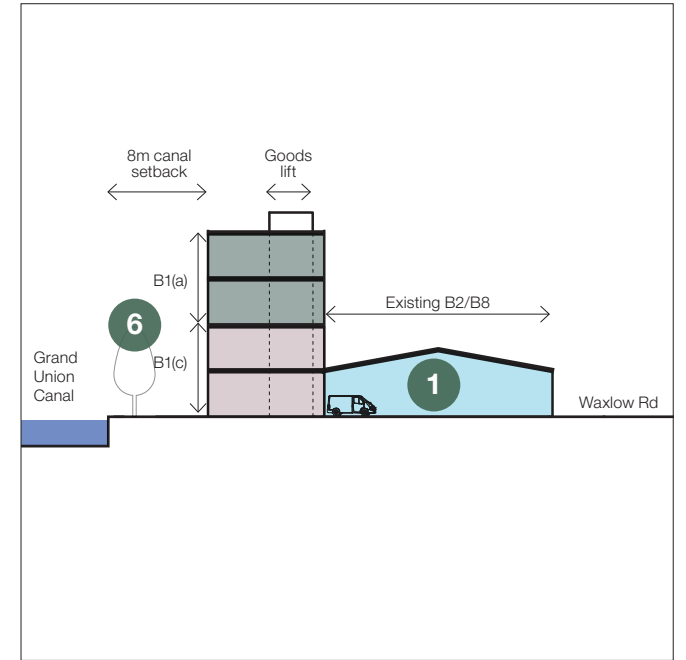 8m canal
setback
Goods
lift
B1(a)
Existing B2/B8
6
B1(c)
Grand
Union
Canal
1
Waxlow Rd